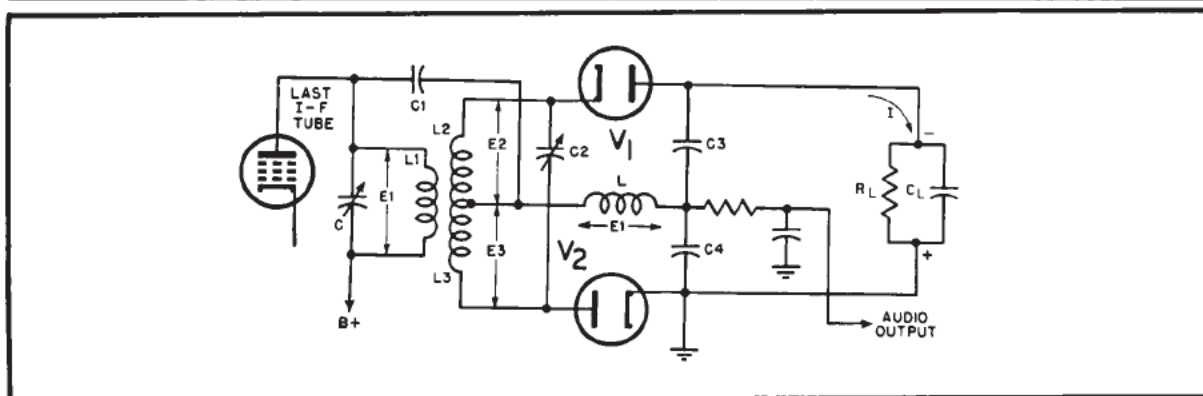 LAST
I-F
TUBE
C1
L2
E2
V1
C2
C3
I
−
L1
E1
C
L
E1
RL
CL
E3
V2
C4
+
L3
B+
AUDIO
OUTPUT